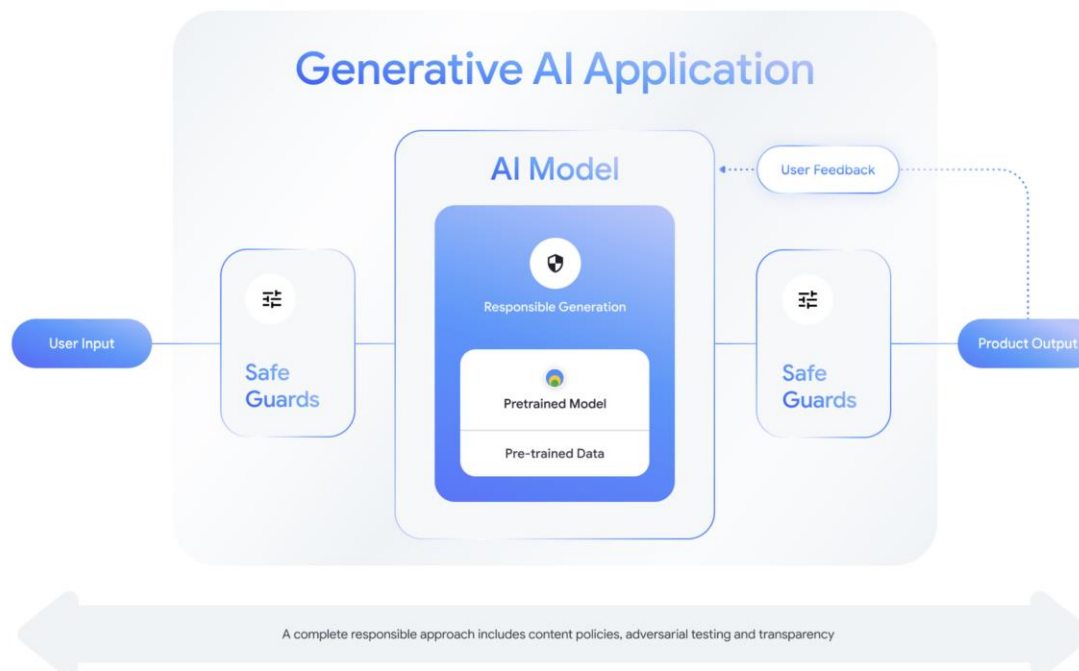 Generative AI Application
AI Model
User Feedback
Responsible Generation
User Input
Safe
Guards
Pretrained Model
Pre-trained Data
Safe
Guards
Product Output
A complete responsible approach includes content policies, adversarial testing and transparency